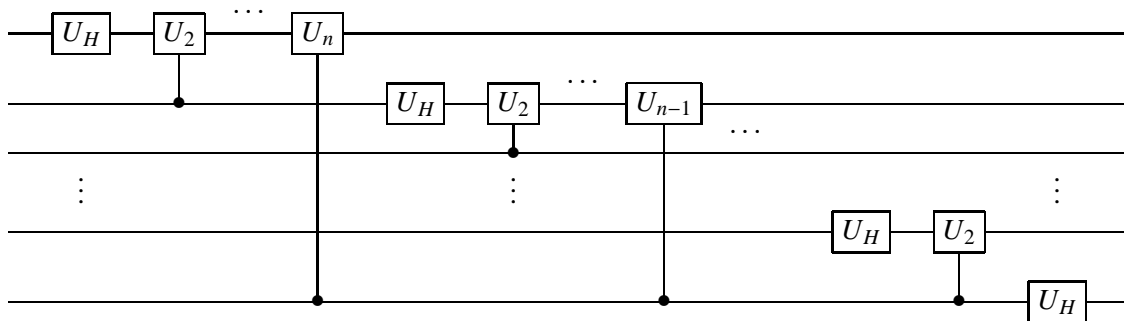 ⋯
U_H U_2 U_n
⋯
U_H U_2 U_{n−1}
⋯
⋮ ⋮ ⋮
U_H U_2
U_H